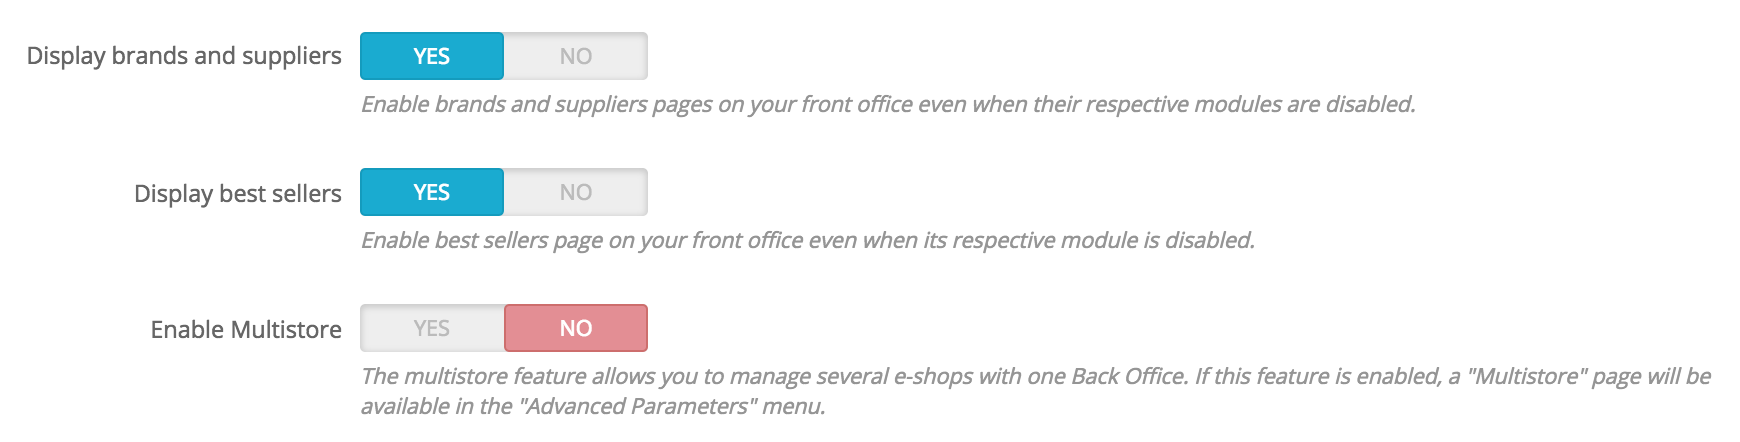 Display brands and suppliers YES NO
Enable brands and suppliers pages on your front office even when their respective modules are disabled.
Display best sellers YES NO
Enable best sellers page on your front office even when its respective module is disabled.
Enable Multistore YES NO
The multistore feature allows you to manage several e-shops with one Back Office. If this feature is enabled, a "Multistore" page will be
available in the "Advanced Parameters" menu.